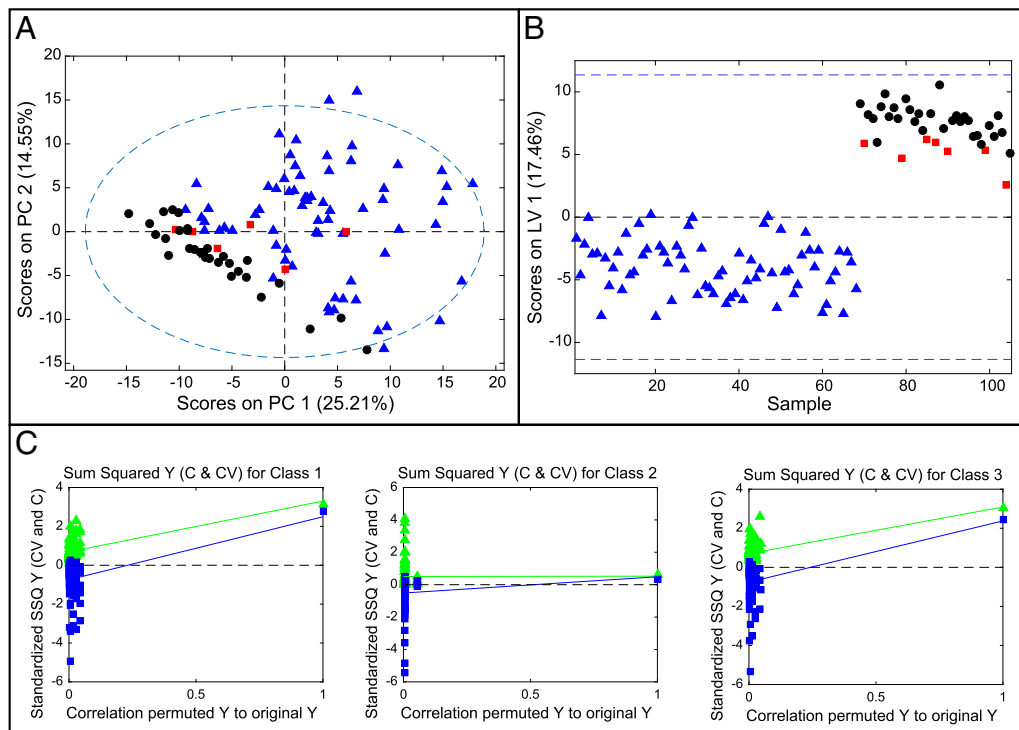 A
20
15
10
5
0
-5
-10
-15
Scores on PC 2 (14.55%)
-20 -15 -10 -5 0 5 10 15 20
Scores on PC 1 (25.21%)
B
10
5
0
-5
-10
Scores on LV 1 (17.46%)
20 40 60 80 100
Sample
C
Sum Squared Y (C & CV) for Class 1
4
2
0
-2
-4
-6
Standardized SSQ Y (CV and C)
0 0.5 1
Correlation permuted Y to original Y
Sum Squared Y (C & CV) for Class 2
6
4
2
0
-2
-4
-6
Standardized SSQ Y (CV and C)
0 0.5 1
Correlation permuted Y to original Y
Sum Squared Y (C & CV) for Class 3
4
2
0
-2
-4
-6
Standardized SSQ Y (CV and C)
0 0.5 1
Correlation permuted Y to original Y